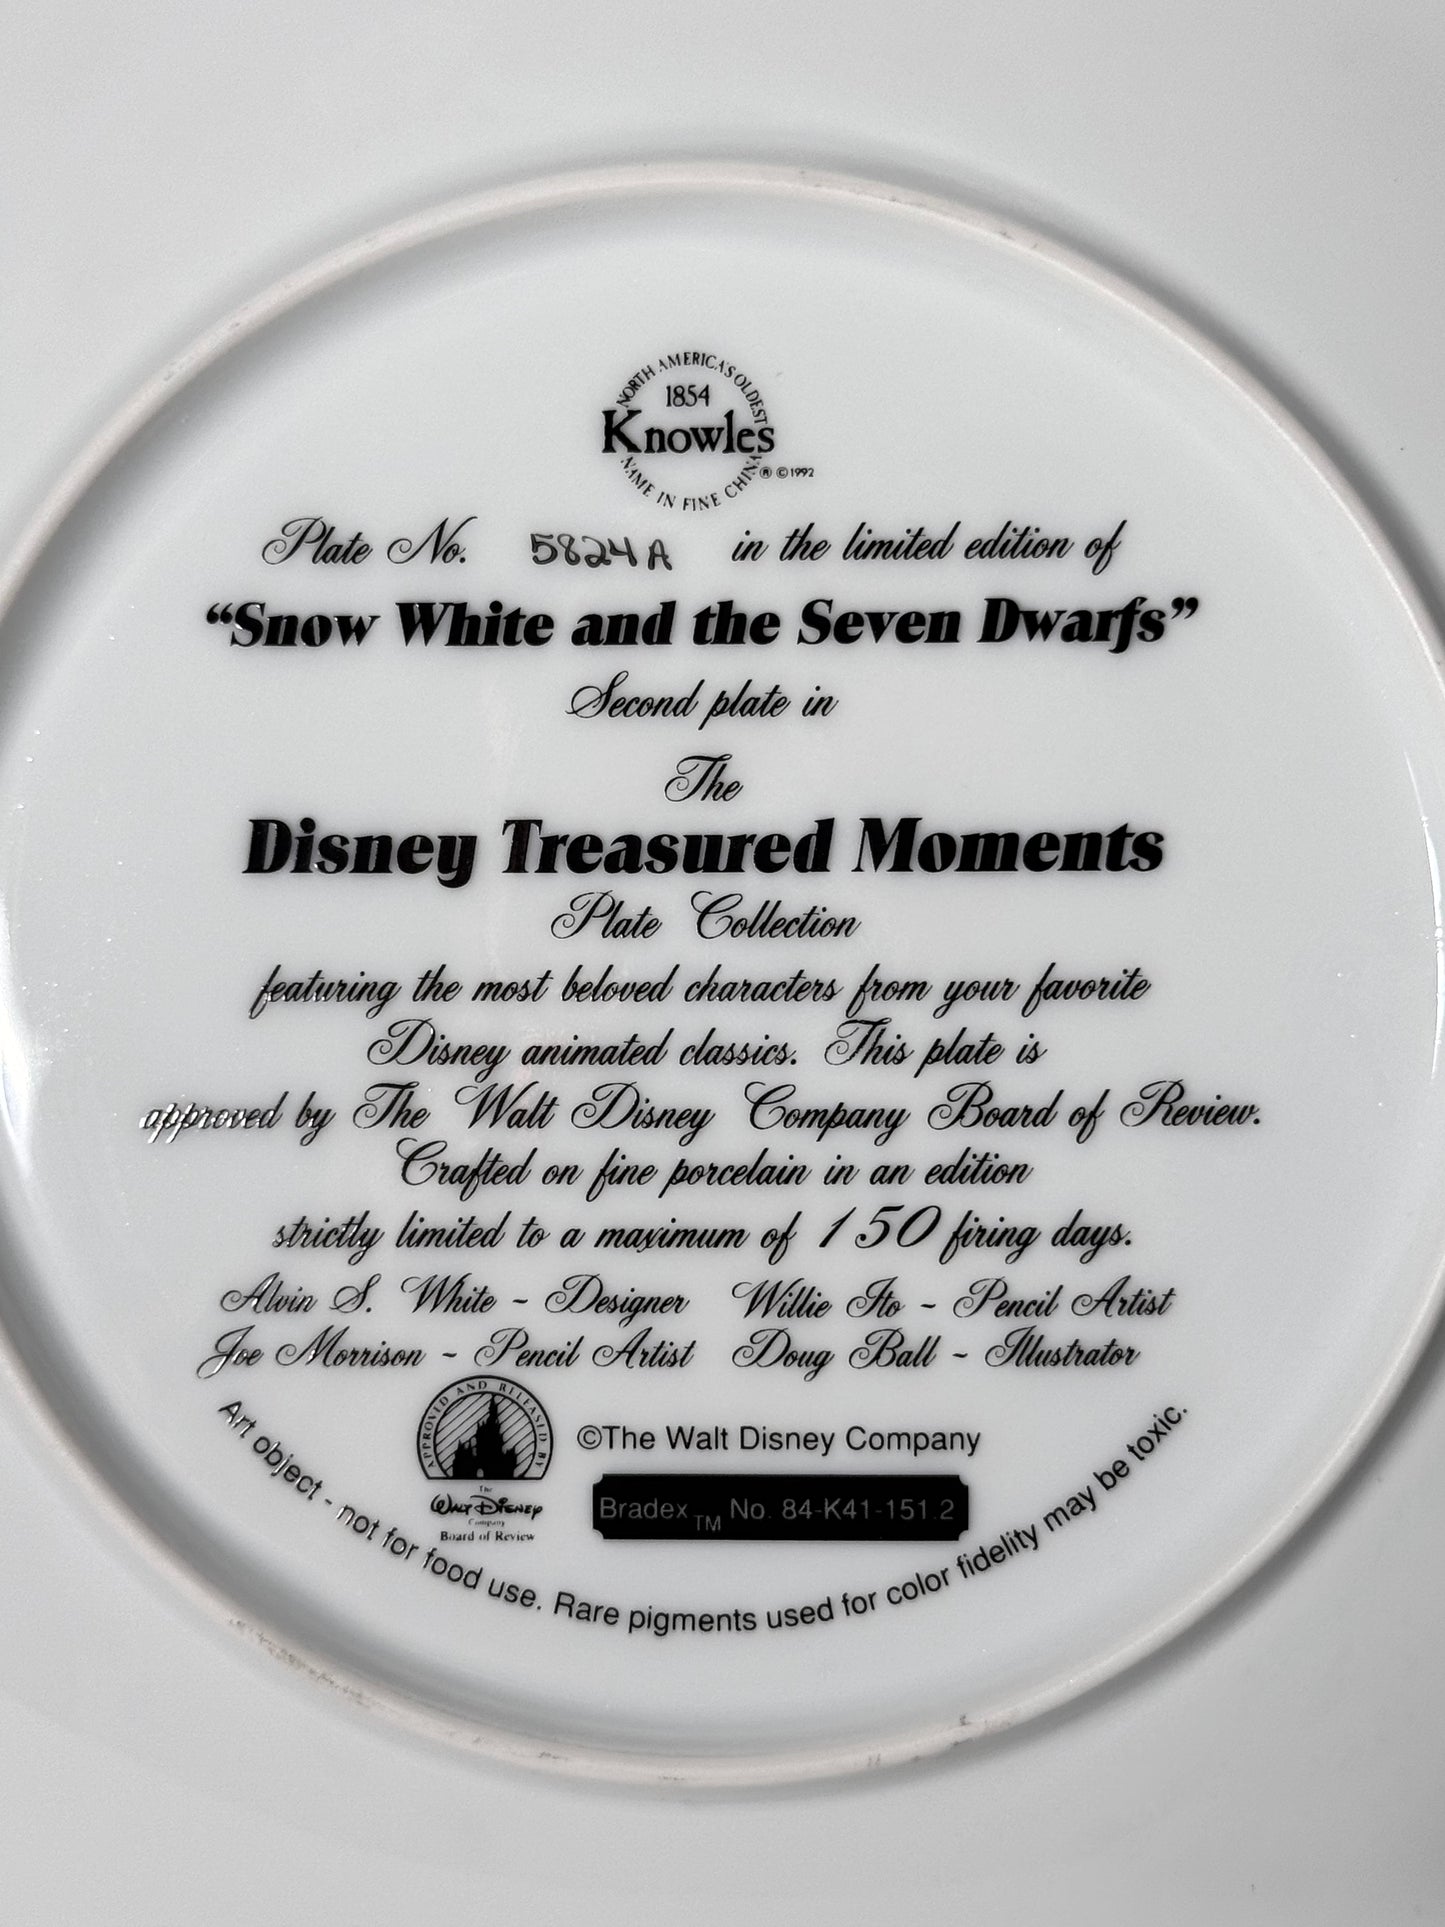 NORTH AMERICA'S OLDEST
1854
Knowles
NAME IN FINE CHINA
® ©1992
Plate No. 5824A in the limited edition of
“Snow White and the Seven Dwarfs”
Second plate in
The
Disney Treasured Moments
Plate Collection
featuring the most beloved characters from your favorite
Disney animated classics. This plate is
approved by The Walt Disney Company Board of Review.
Crafted on fine porcelain in an edition
strictly limited to a maximum of 150 firing days.
Alvin S. White ~ Designer Willie Ito ~ Pencil Artist
Joe Morrison ~ Pencil Artist Doug Ball ~ Illustrator
APPROVED AND RELEASED BY
The
WALT DISNEY
Company
Board of Review
©The Walt Disney Company
Bradex TM No. 84-K41-151.2
Art object - not for food use. Rare pigments used for color fidelity may be toxic.